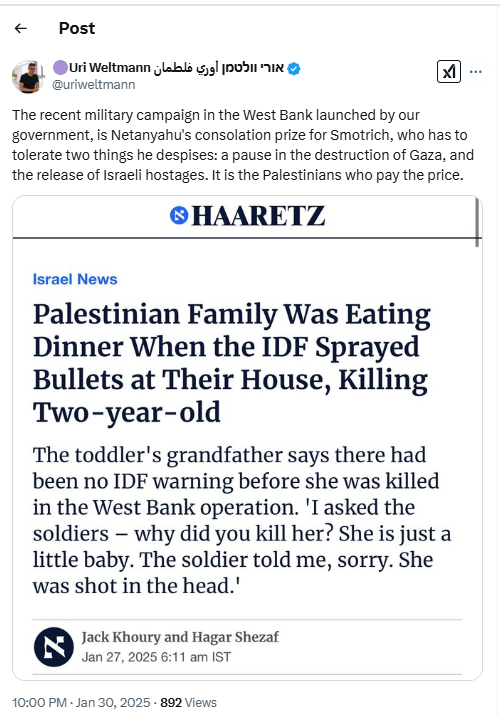 Post
Uri Weltmann אורי וולטמן أوري فلطمان
@uriweltmann
The recent military campaign in the West Bank launched by our
government, is Netanyahu's consolation prize for Smotrich, who has to
tolerate two things he despises: a pause in the destruction of Gaza, and
the release of Israeli hostages. It is the Palestinians who pay the price.
HAARETZ
Israel News
Palestinian Family Was Eating
Dinner When the IDF Sprayed
Bullets at Their House, Killing
Two-year-old
The toddler's grandfather says there had
been no IDF warning before she was killed
in the West Bank operation. 'I asked the
soldiers – why did you kill her? She is just a
little baby. The soldier told me, sorry. She
was shot in the head.'
Jack Khoury and Hagar Shezaf
Jan 27, 2025 6:11 am IST
10:00 PM · Jan 30, 2025 · 892 Views